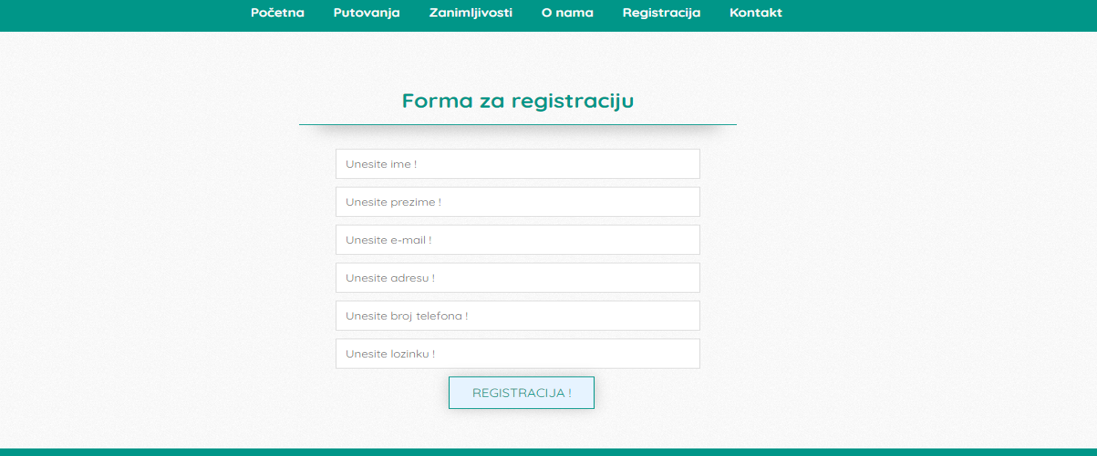 Početna Putovanja Zanimljivosti O nama Registracija Kontakt
Forma za registraciju
Unesite ime !
Unesite prezime !
Unesite e-mail !
Unesite adresu !
Unesite broj telefona !
Unesite lozinku !
REGISTRACIJA !